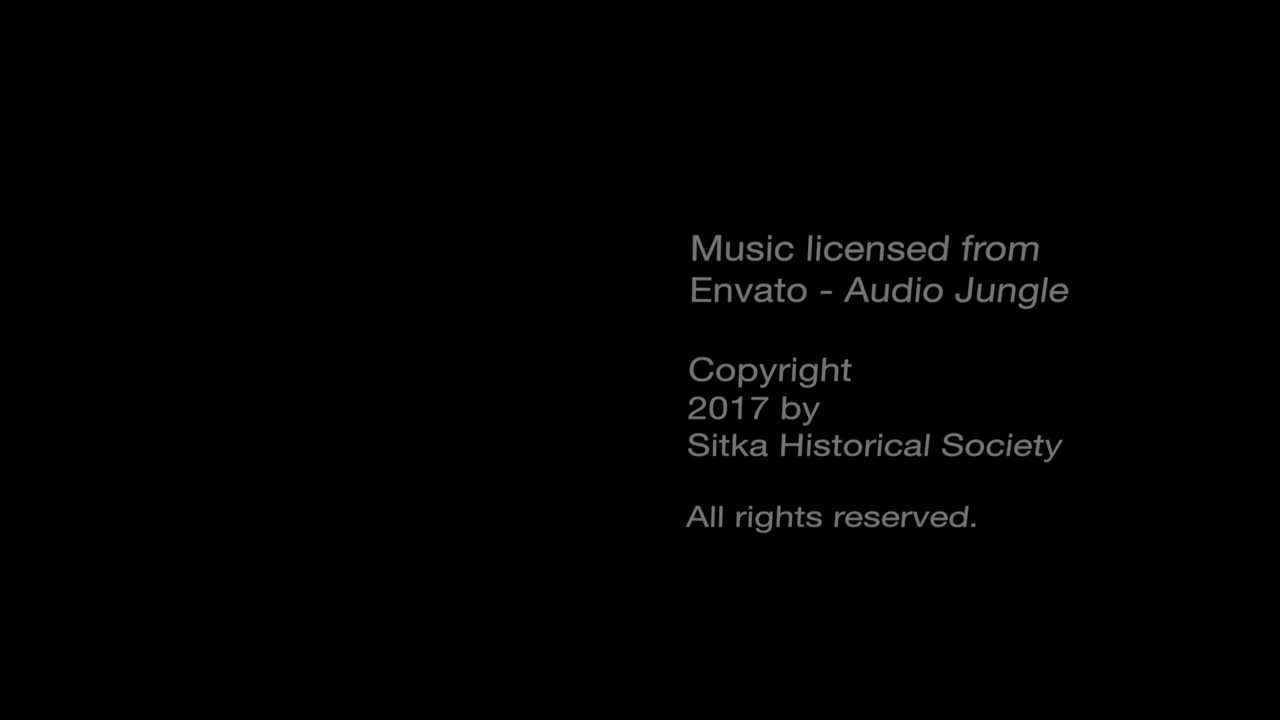 Music licensed from
Envato - Audio Jungle
Copyright
2017 by
Sitka Historical Society
All rights reserved.